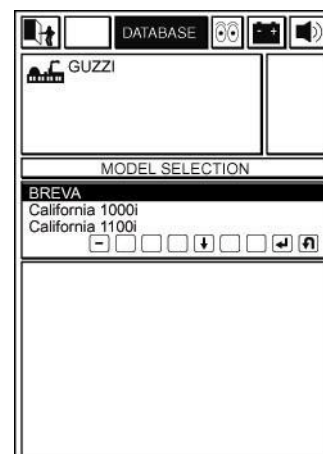 DATABASE
GUZZI
MODEL SELECTION
BREVA
California 1000i
California 1100i